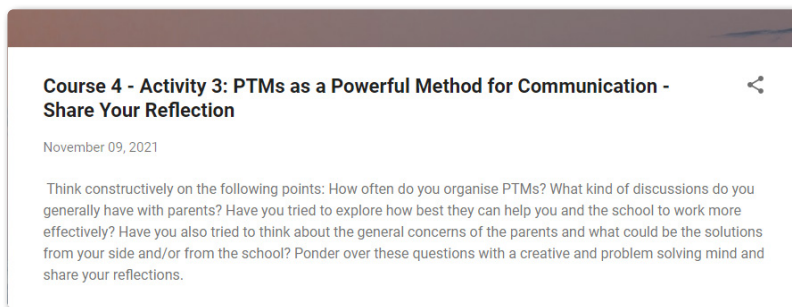 Course 4 - Activity 3: PTMs as a Powerful Method for Communication -
Share Your Reflection
November 09, 2021
Think constructively on the following points: How often do you organise PTMs? What kind of discussions do you
generally have with parents? Have you tried to explore how best they can help you and the school to work more
effectively? Have you also tried to think about the general concerns of the parents and what could be the solutions
from your side and/or from the school? Ponder over these questions with a creative and problem solving mind and
share your reflections.